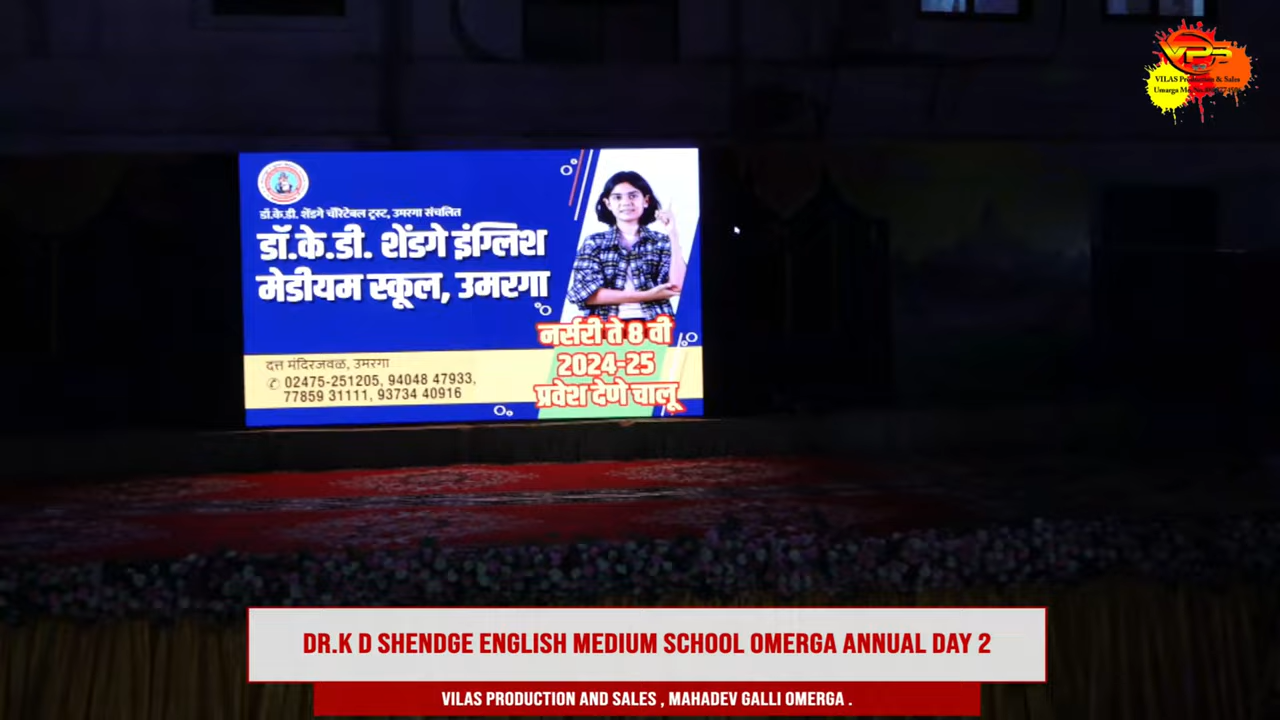 VPS
VILAS Production & Sales
डॉ.के.डी. शेंडगे चॅरिटेबल ट्रस्ट, उमरगा संचलित
डॉ.के.डी. शेंडगे इंग्लिश
मेडीयम स्कूल, उमरगा
नर्सरी ते 8 वी
2024-25
प्रवेश देणे चालू
दत्त मंदिरजवळ, उमरगा
✆ 02475-251205, 94048 47933,
77859 31111, 93734 40916
DR.K D SHENDGE ENGLISH MEDIUM SCHOOL OMERGA ANNUAL DAY 2
VILAS PRODUCTION AND SALES , MAHADEV GALLI OMERGA .